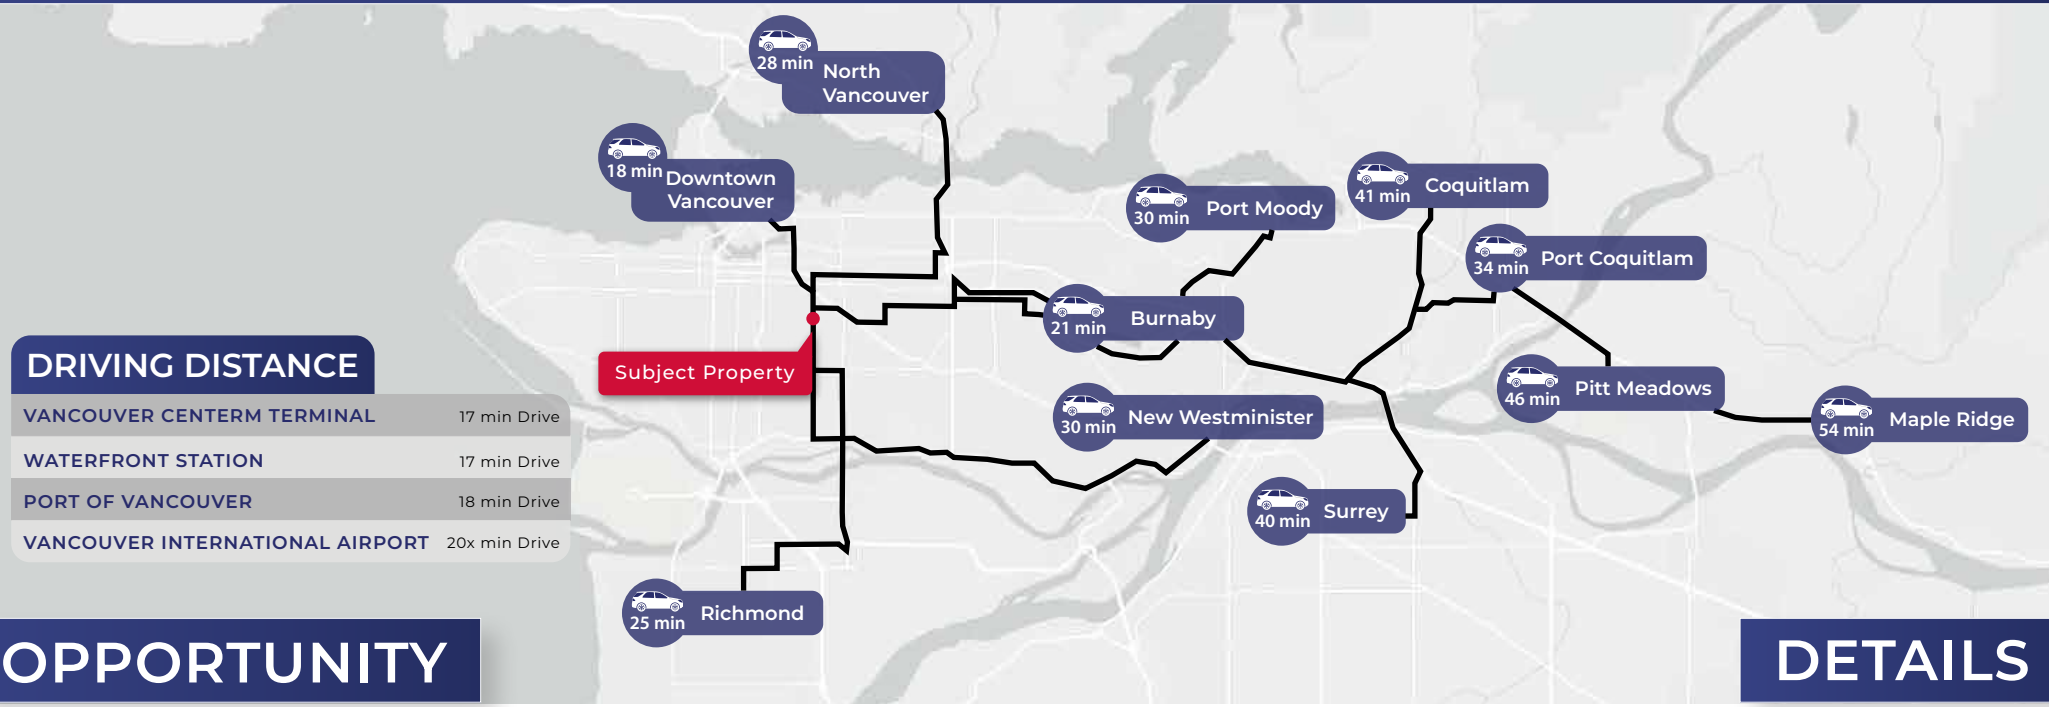 28 min
North
Vancouver
18 min
Downtown
Vancouver
30 min
Port Moody
41 min
Coquitlam
34 min
Port Coquitlam
21 min
Burnaby
Subject Property
46 min
Pitt Meadows
30 min
New Westminister
54 min
Maple Ridge
40 min
Surrey
25 min
Richmond
DRIVING DISTANCE
VANCOUVER CENTERM TERMINAL 17 min Drive
WATERFRONT STATION 17 min Drive
PORT OF VANCOUVER 18 min Drive
VANCOUVER INTERNATIONAL AIRPORT 20x min Drive
OPPORTUNITY
DETAILS